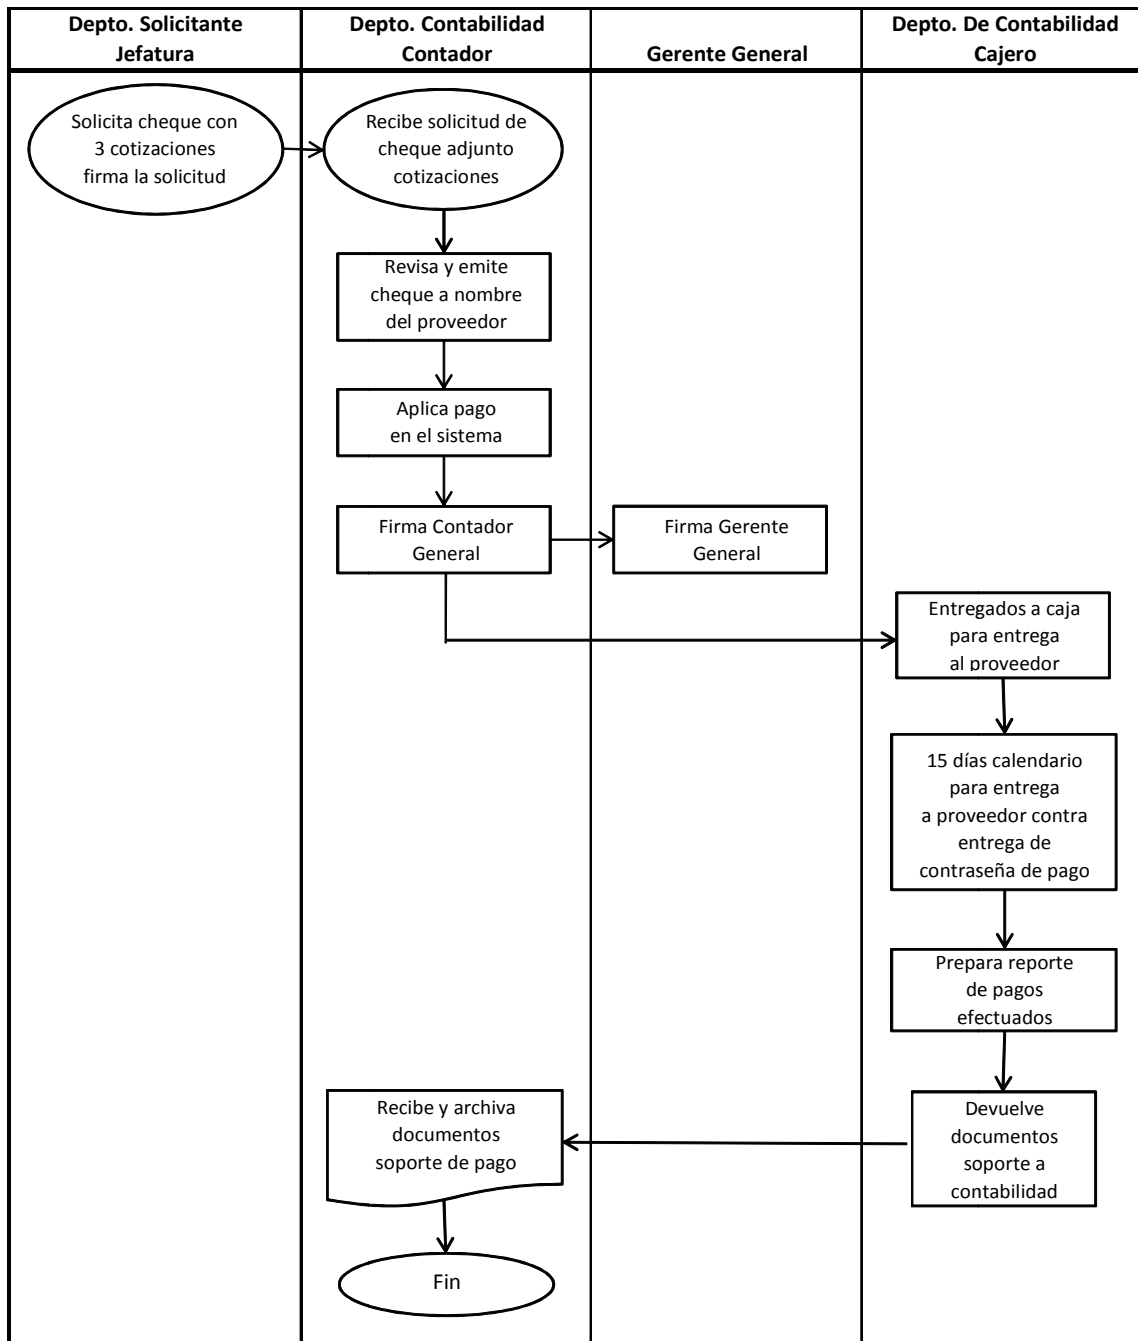 Depto. Solicitante
Jefatura
Depto. Contabilidad
Contador
Gerente General
Depto. De Contabilidad
Cajero
Solicita cheque con
3 cotizaciones
firma la solicitud
Recibe solicitud de
cheque adjunto
cotizaciones
Revisa y emite
cheque a nombre
del proveedor
Aplica pago
en el sistema
Firma Contador
General
Firma Gerente
General
Entregados a caja
para entrega
al proveedor
15 días calendario
para entrega
a proveedor contra
entrega de
contraseña de pago
Prepara reporte
de pagos
efectuados
Devuelve
documentos
soporte a
contabilidad
Recibe y archiva
documentos
soporte de pago
Fin